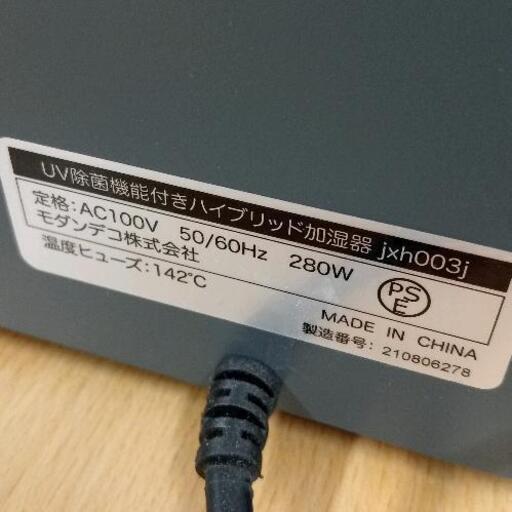 UV除菌機能付きハイブリッド加湿器 jxh003j
定格:AC100V 50/60Hz 280W
モダンデコ株式会社
温度ヒューズ:142℃
PSE
MADE IN CHINA
製造番号: 210806278